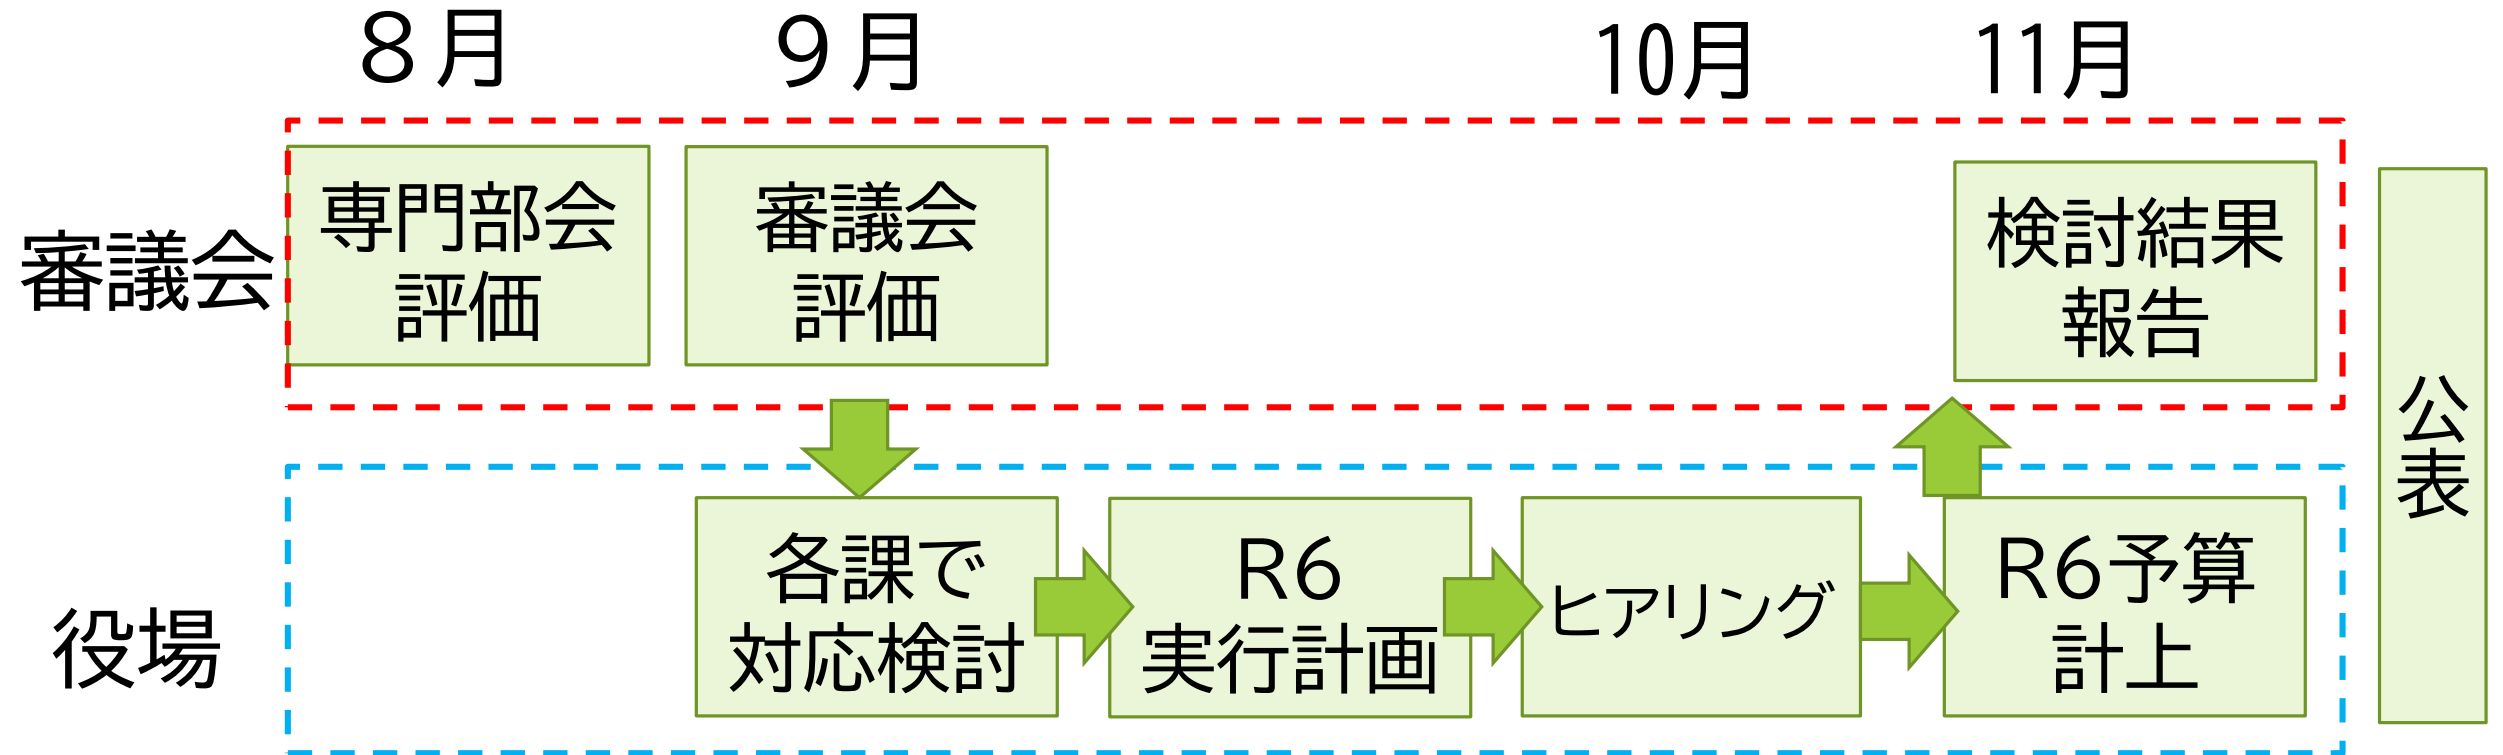 8月
9月
10月
11月
専門部会
評価
審議会
評価
検討部会
報告
審議会
公表
役場
各課で
対応検討
R6
実行計画
ヒアリング
R6予算
計上